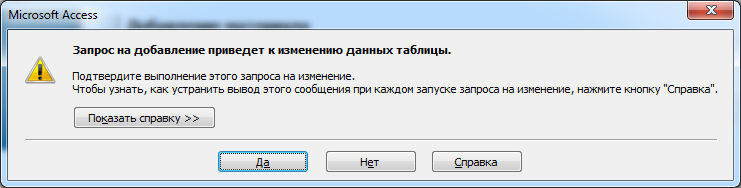 Microsoft Access
Запрос на добавление приведет к изменению данных таблицы.
Подтвердите выполнение этого запроса на изменение.
Чтобы узнать, как устранить вывод этого сообщения при каждом запуске запроса на изменение, нажмите кнопку "Справка".
Показать справку >>
Да
Нет
Справка